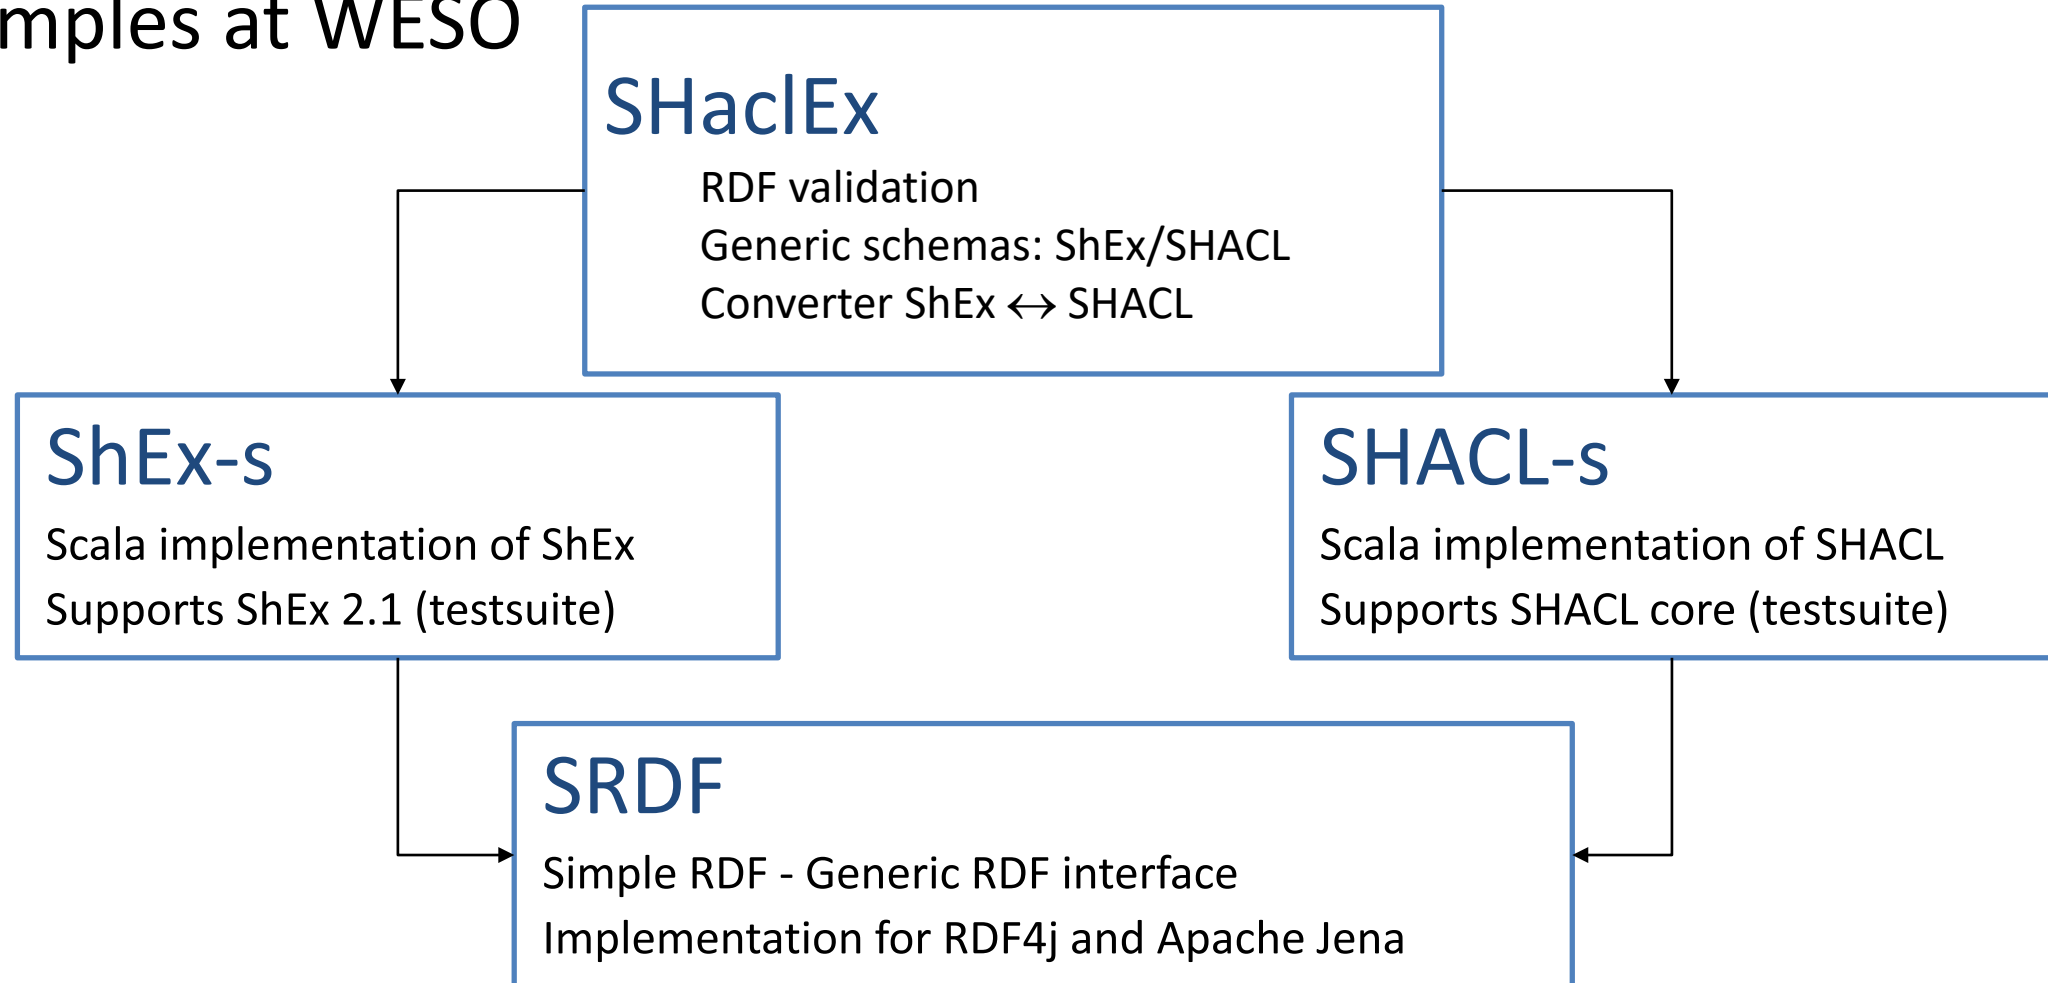 mples at WESO
SHaclEx
RDF validation
Generic schemas: ShEx/SHACL
Converter ShEx ↔ SHACL
ShEx-s
Scala implementation of ShEx
Supports ShEx 2.1 (testsuite)
SHACL-s
Scala implementation of SHACL
Supports SHACL core (testsuite)
SRDF
Simple RDF - Generic RDF interface
Implementation for RDF4j and Apache Jena